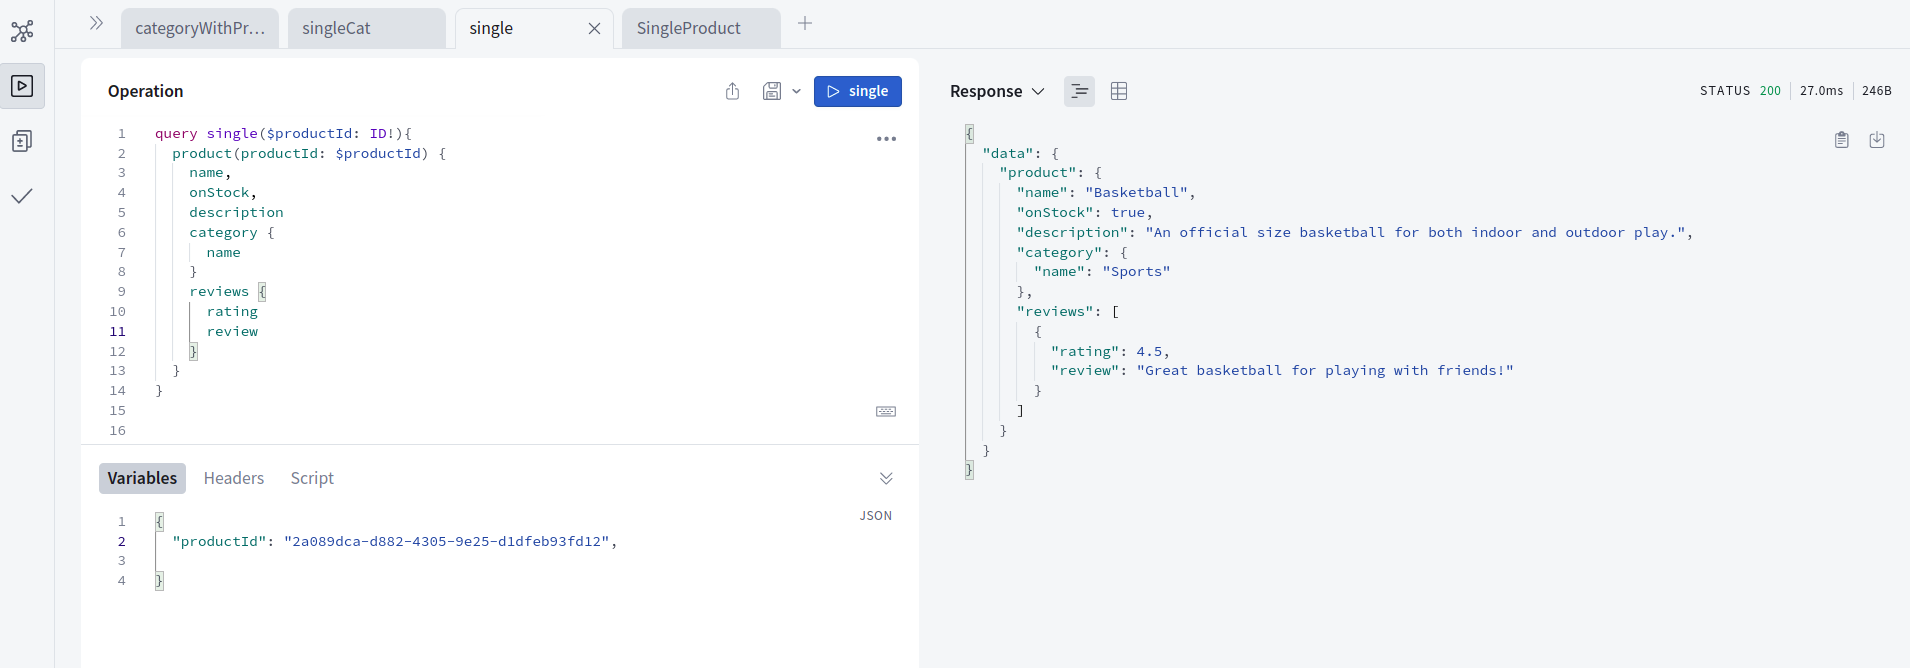 categoryWithPr...
singleCat
single
SingleProduct
Operation
single
1 query single($productId: ID!){
2 product(productId: $productId) {
3 name,
4 onStock,
5 description
6 category {
7 name
8 }
9 reviews {
10 rating
11 review
12 }
13 }
14 }
15
16
Variables Headers Script
JSON
1 {
2 "productId": "2a089dca-d882-4305-9e25-d1dfeb93fd12",
3
4 }
Response
STATUS 200 27.0ms 246B
{
"data": {
"product": {
"name": "Basketball",
"onStock": true,
"description": "An official size basketball for both indoor and outdoor play.",
"category": {
"name": "Sports"
},
"reviews": [
{
"rating": 4.5,
"review": "Great basketball for playing with friends!"
}
]
}
}
}